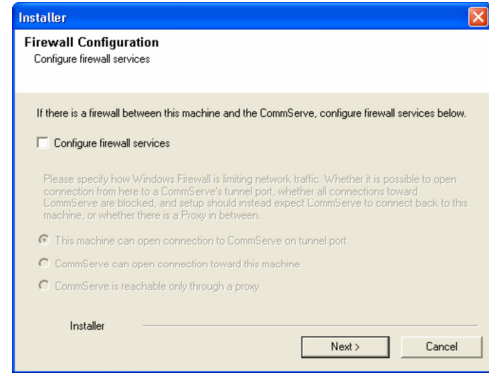 Installer
Firewall Configuration
Configure firewall services
If there is a firewall between this machine and the CommServe, configure firewall services below.
Configure firewall services
Please specify how Windows Firewall is limiting network traffic. Whether it is possible to open
connection from here to a CommServe's tunnel port, whether all connections toward
CommServe are blocked, and setup should instead expect CommServe to connect back to this
machine, or whether there is a Proxy in between.
This machine can open connection to CommServe on tunnel port
CommServe can open connection toward this machine
CommServe is reachable only through a proxy
Installer
Next >
Cancel